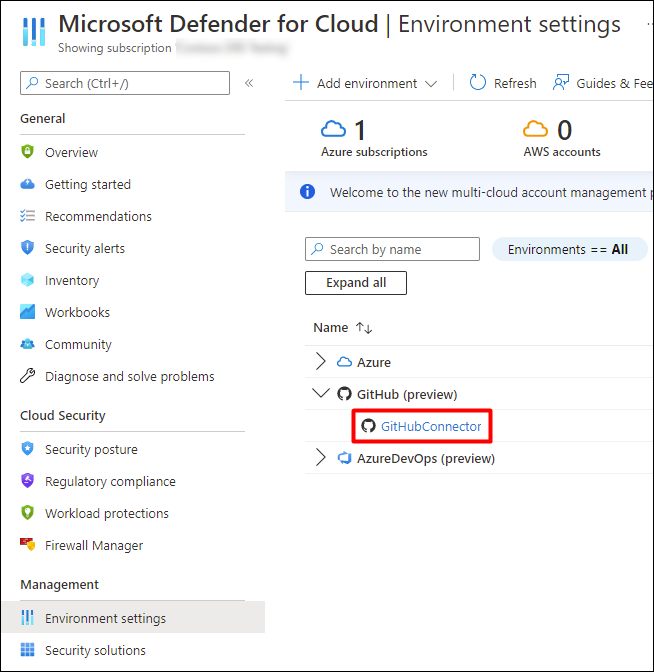 Microsoft Defender for Cloud | Environment settings
Showing subscription
Search (Ctrl+/)
«
General
Overview
Getting started
Recommendations
Security alerts
Inventory
Workbooks
Community
Diagnose and solve problems
Cloud Security
Security posture
Regulatory compliance
Workload protections
Firewall Manager
Management
Environment settings
Security solutions
Add environment
Refresh
Guides & Fee
1
Azure subscriptions
0
AWS accounts
Welcome to the new multi-cloud account management p
Search by name
Environments == All
Expand all
Name ↑↓
Azure
GitHub (preview)
GitHubConnector
AzureDevOps (preview)